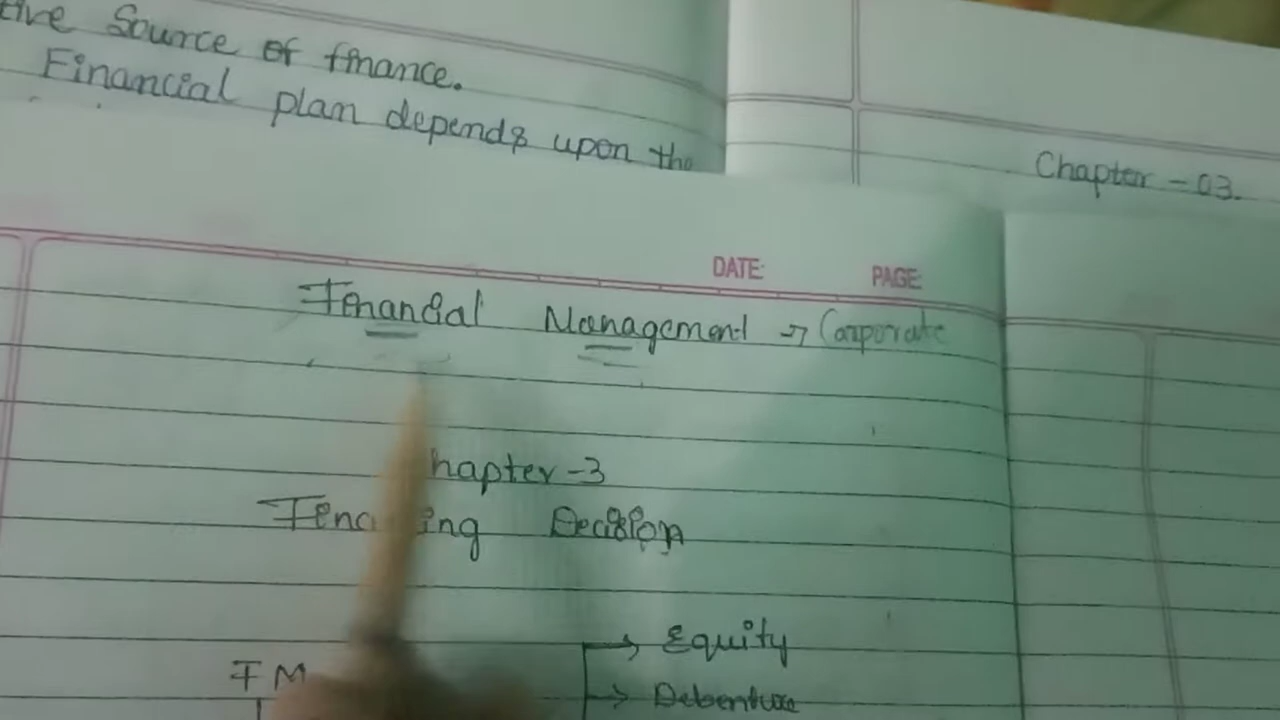 tive Source of finance.
Financial plan depends upon the
Chapter - 03.
DATE: PAGE:
Financial Management → Corporate
hapter -3
Decision
FM
→ Equity
→ Debenture